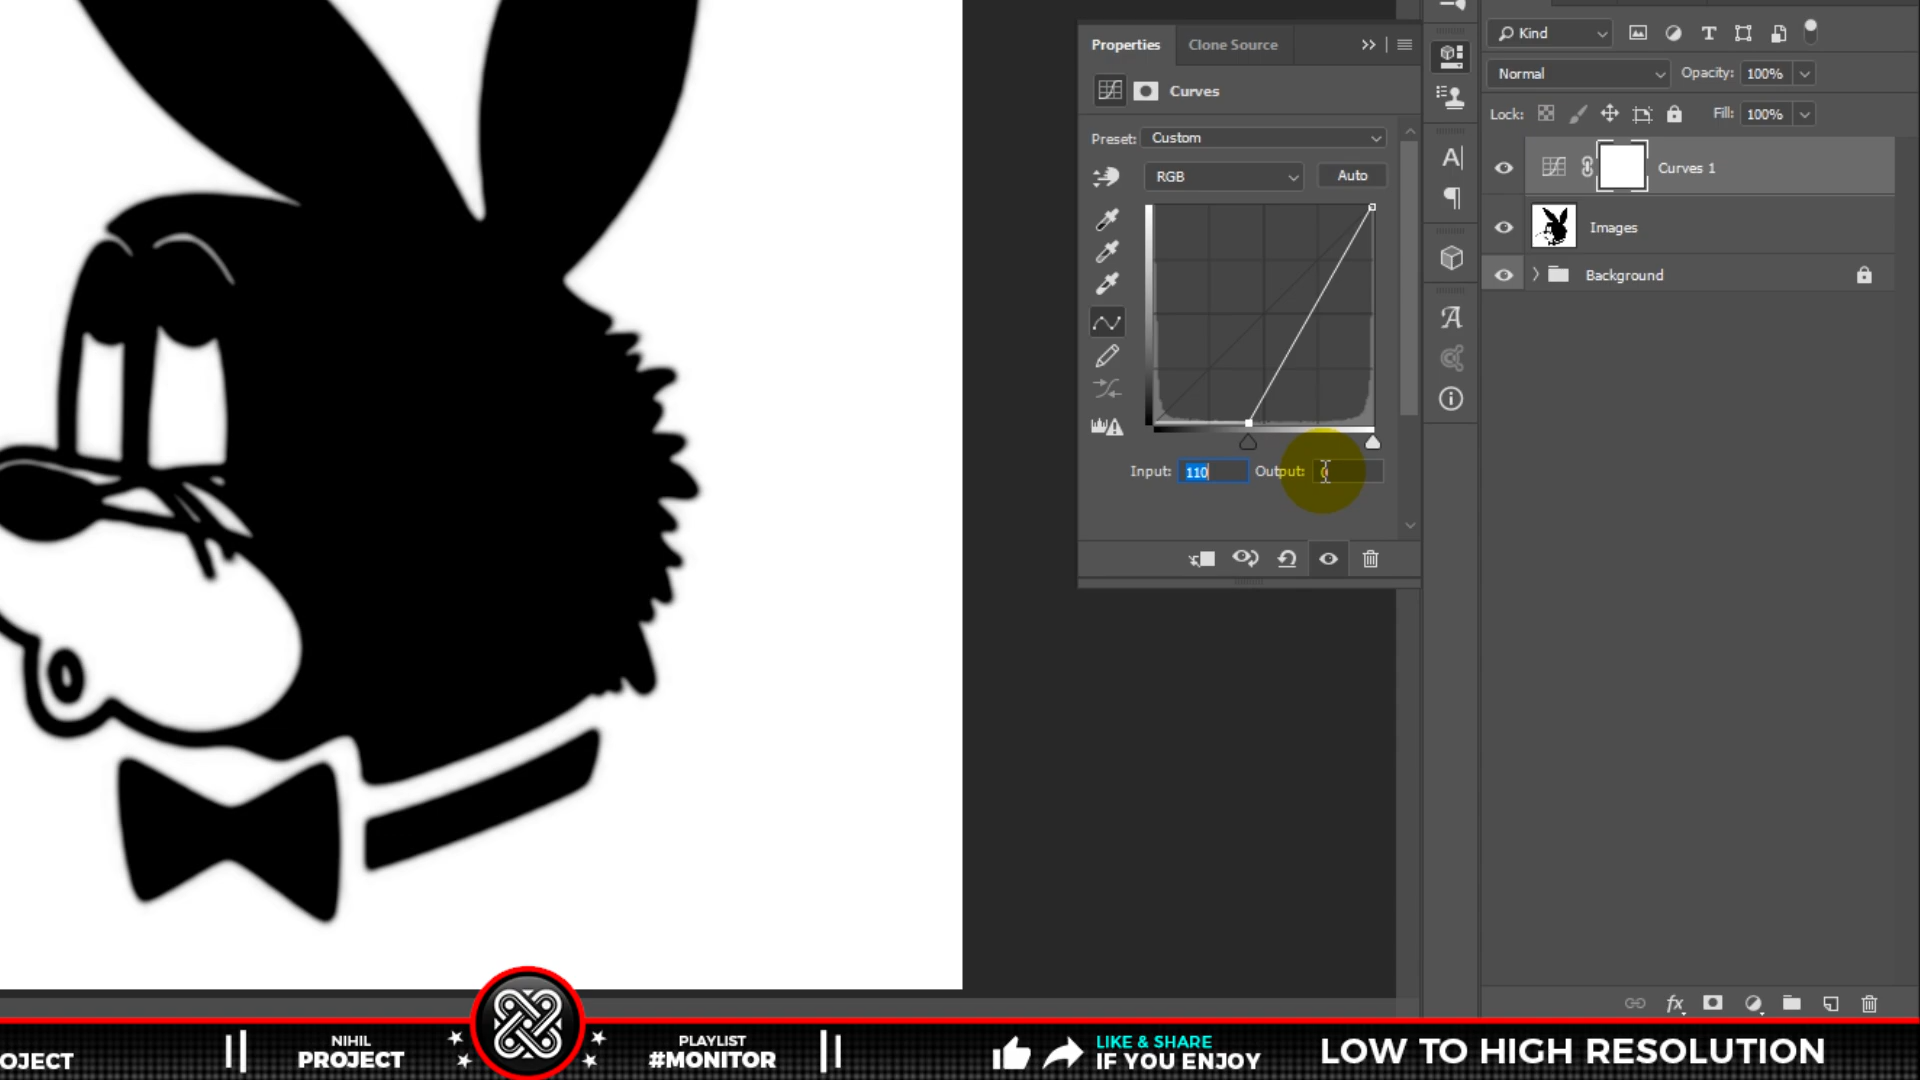 Properties
Clone Source
Curves
Preset: Custom
RGB
Auto
Input: 110
Output: 0
Kind
Normal
Opacity: 100%
Lock:
Fill: 100%
Curves 1
Images
Background
OJECT
NIHIL
PROJECT
PLAYLIST
#MONITOR
LIKE & SHARE
IF YOU ENJOY
LOW TO HIGH RESOLUTION